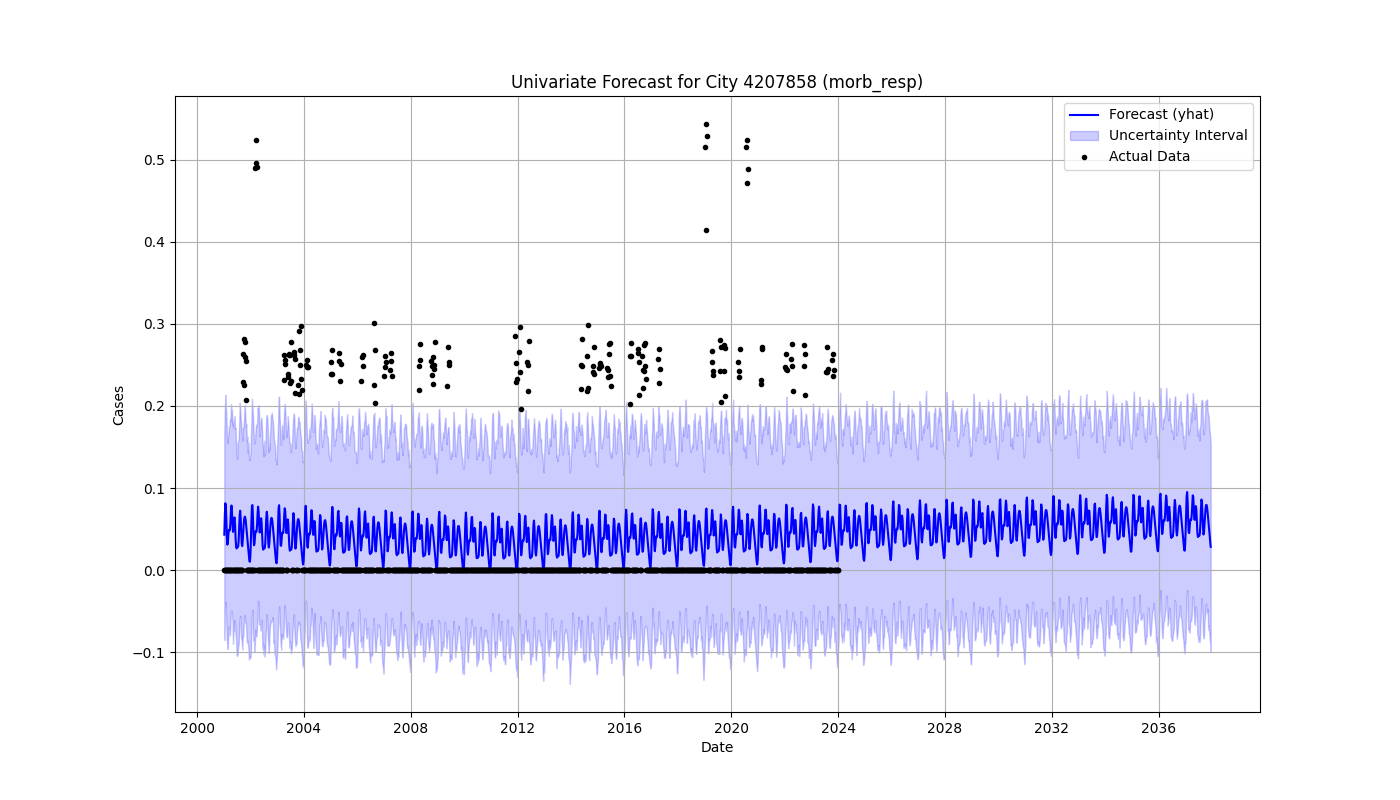 Univariate Forecast for City 4207858 (morb_resp)
Forecast (yhat)
Uncertainty Interval
Actual Data
Cases
0.5
0.4
0.3
0.2
0.1
0.0
−0.1
2000 2004 2008 2012 2016 2020 2024 2028 2032 2036
Date